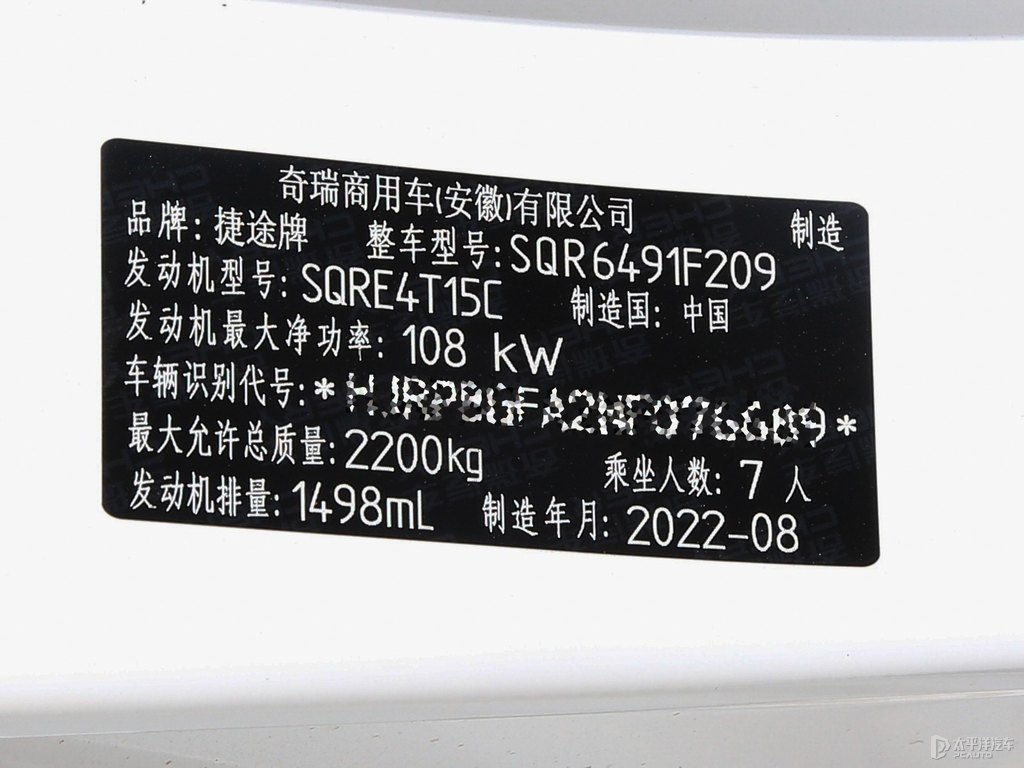 奇瑞商用车(安徽)有限公司 制造
品牌: 捷途牌 整车型号: SQR6491F209
发动机型号: SQRE4T15C 制造国: 中国
发动机最大净功率: 108 kW
车辆识别代号:
最大允许总质量: 2200kg 乘坐人数: 7 人
发动机排量: 1498mL 制造年月: 2022-08
太平洋汽车
PCAUTO